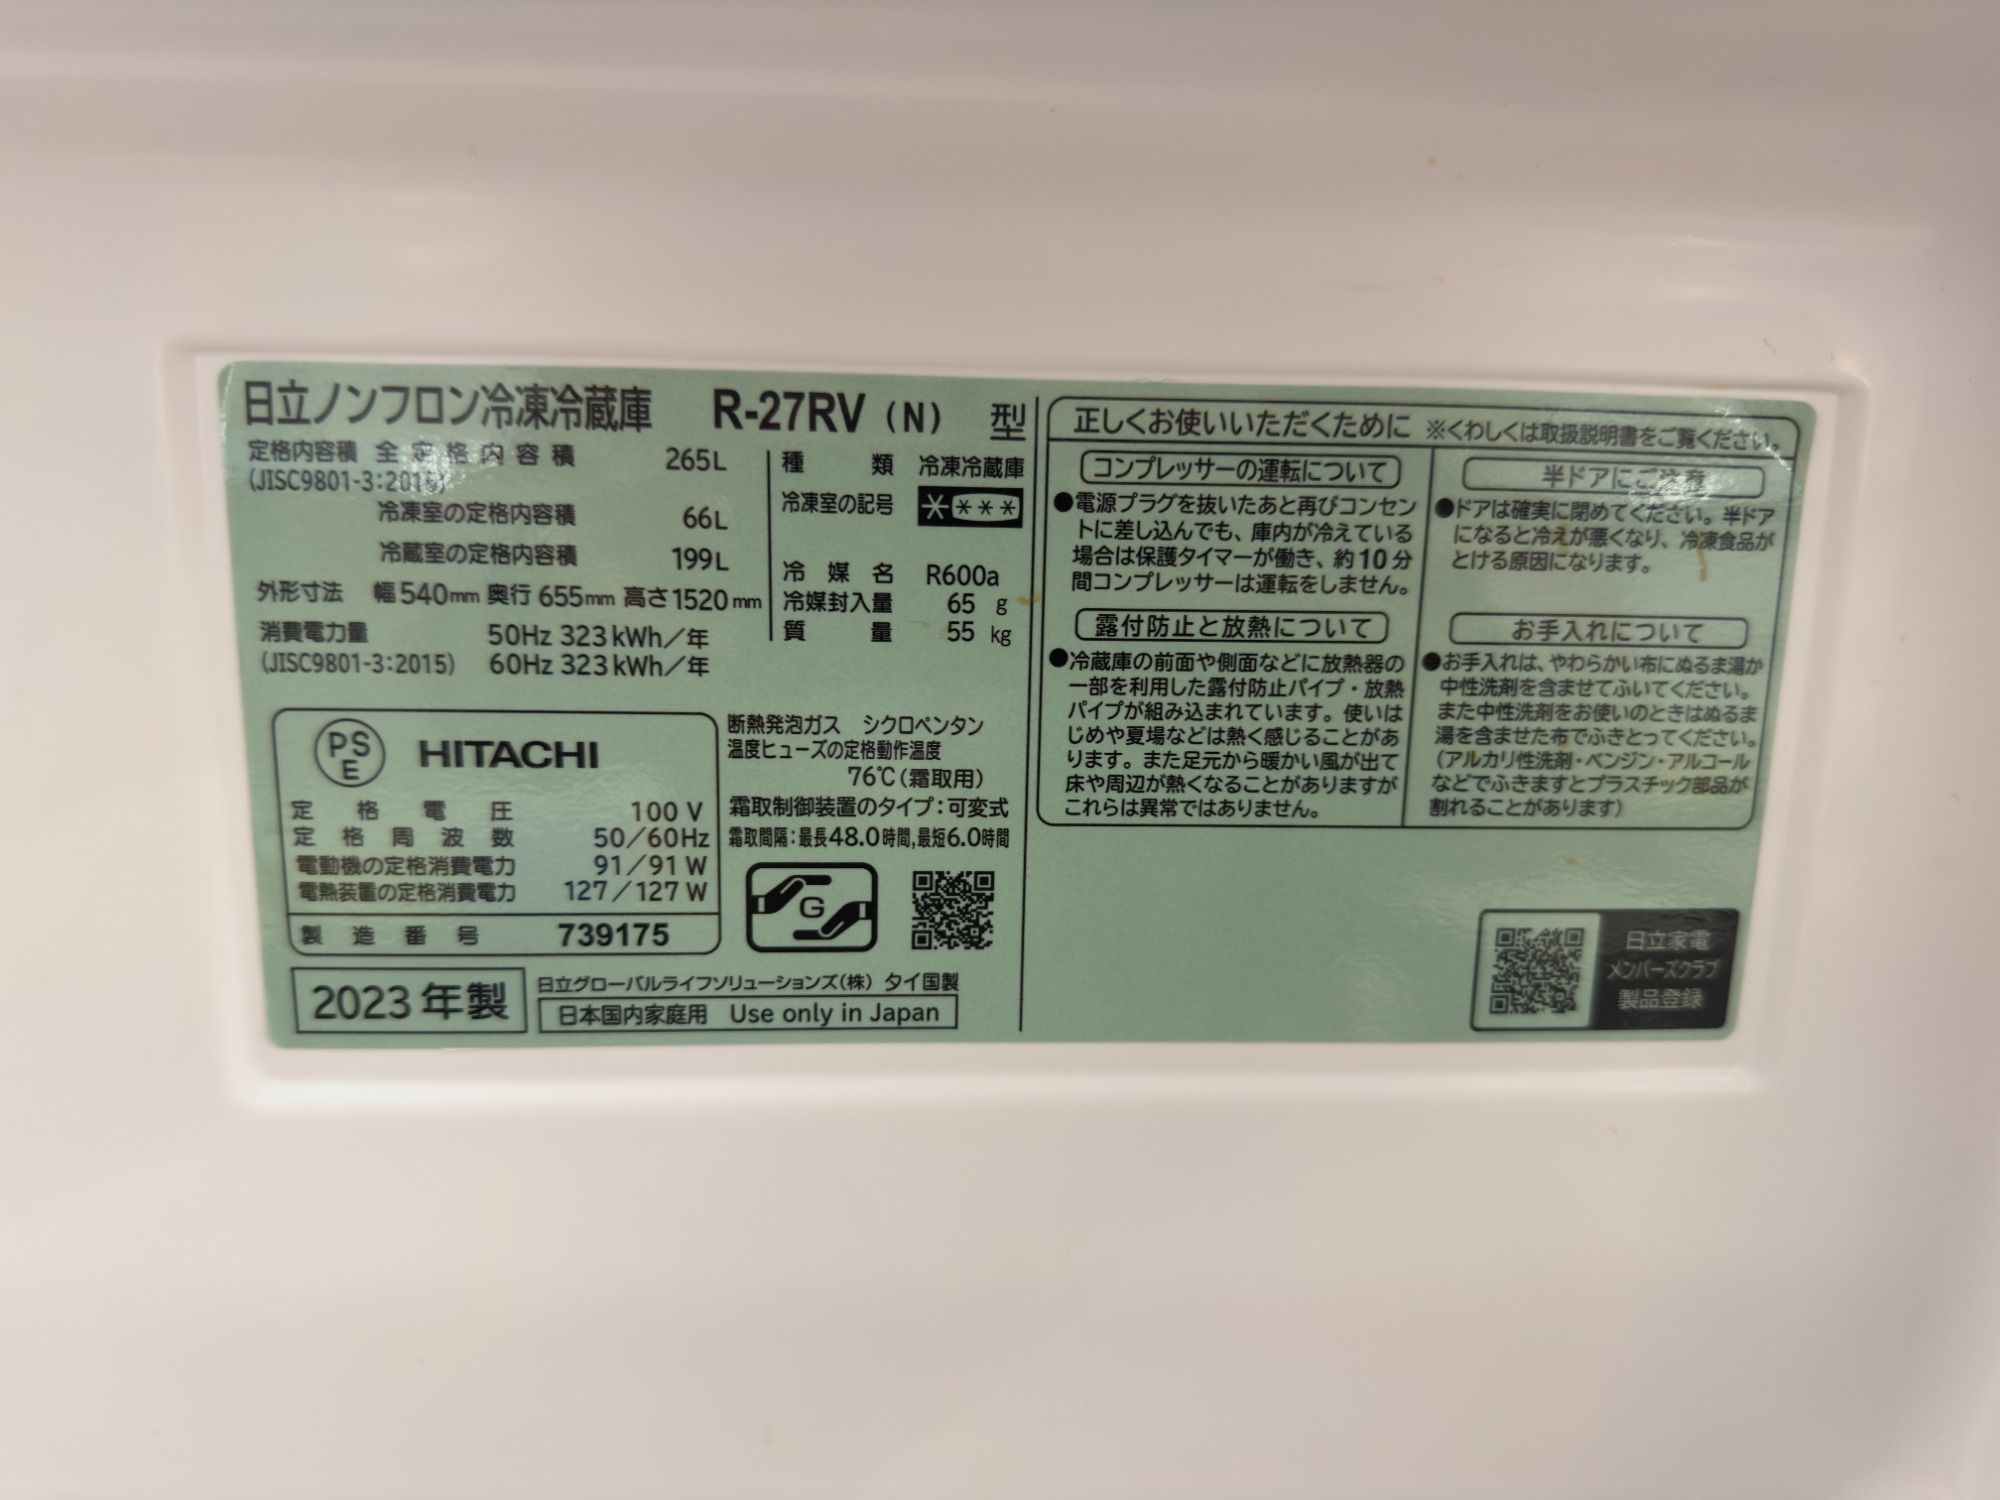 日立ノンフロン冷凍冷蔵庫 R-27RV (N) 型
定格内容積 全定格内容積 265L
(JISC9801-3:2015)
冷凍室の定格内容積 66L
冷蔵室の定格内容積 199L
外形寸法 幅540mm 奥行655mm 高さ1520mm
消費電力量 50Hz 323kWh/年
(JISC9801-3:2015) 60Hz 323kWh/年
種類 冷凍冷蔵庫
冷凍室の記号
冷媒名 R600a
冷媒封入量 65 g
質量 55 kg
PSE HITACHI
定格電圧 100 V
定格周波数 50/60Hz
電動機の定格消費電力 91/91 W
電熱装置の定格消費電力 127/127 W
製造番号 739175
2023年製
断熱発泡ガス シクロペンタン
温度ヒューズの定格動作温度
76℃(霜取用)
霜取制御装置のタイプ:可変式
霜取間隔:最長48.0時間,最短6.0時間
G
日立グローバルライフソリューションズ(株) タイ国製
日本国内家庭用 Use only in Japan
正しくお使いいただくために ※くわしくは取扱説明書をご覧ください。
コンプレッサーの運転について
●電源プラグを抜いたあと再びコンセン
トに差し込んでも、庫内が冷えている
場合は保護タイマーが働き、約10分
間コンプレッサーは運転をしません。
露付防止と放熱について
●冷蔵庫の前面や側面などに放熱器の
一部を利用した露付防止パイプ・放熱
パイプが組み込まれています。使いは
じめや夏場などは熱く感じることがあ
ります。また足元から暖かい風が出て
床や周辺が熱くなることがありますが
これらは異常ではありません。
半ドアにご注意
●ドアは確実に閉めてください。半ドア
になると冷えが悪くなり、冷凍食品が
とける原因になります。
お手入れについて
●お手入れは、やわらかい布にぬるま湯か
中性洗剤を含ませてふいてください。
また中性洗剤をお使いのときはぬるま
湯を含ませた布でふきとってください。
(アルカリ性洗剤・ベンジン・アルコール
などでふきますとプラスチック部品が
割れることがあります)
日立家電
メンバーズクラブ
製品登録